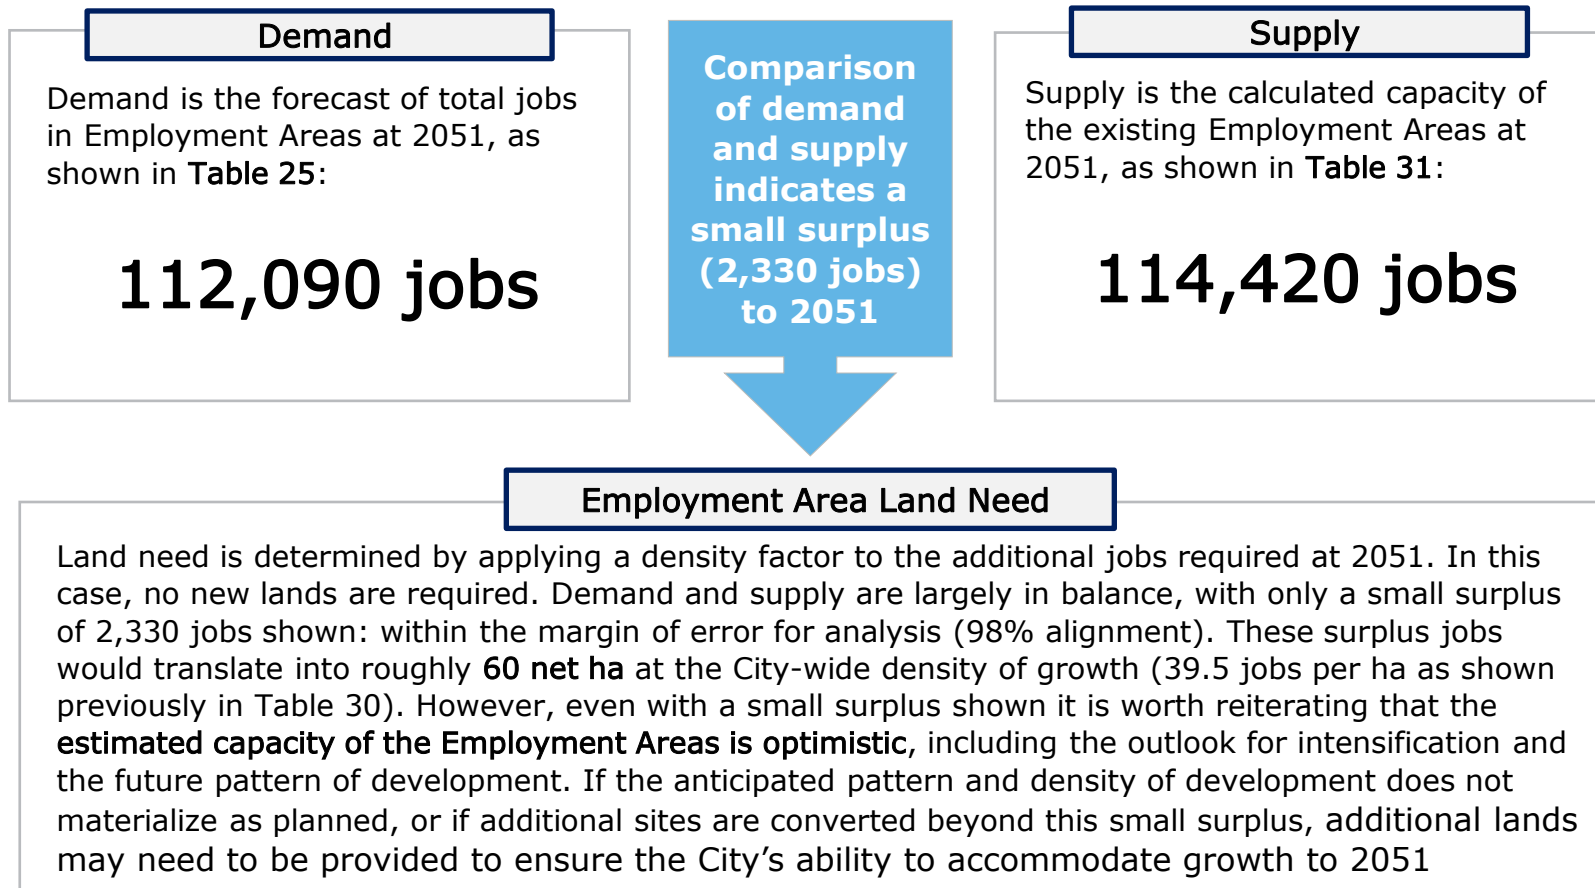 Demand
Demand is the forecast of total jobs
in Employment Areas at 2051, as
shown in Table 25:
112,090 jobs
Comparison
of demand
and supply
indicates a
small surplus
(2,330 jobs)
to 2051
Supply
Supply is the calculated capacity of
the existing Employment Areas at
2051, as shown in Table 31:
114,420 jobs
Employment Area Land Need
Land need is determined by applying a density factor to the additional jobs required at 2051. In this
case, no new lands are required. Demand and supply are largely in balance, with only a small surplus
of 2,330 jobs shown: within the margin of error for analysis (98% alignment). These surplus jobs
would translate into roughly 60 net ha at the City-wide density of growth (39.5 jobs per ha as shown
previously in Table 30). However, even with a small surplus shown it is worth reiterating that the
estimated capacity of the Employment Areas is optimistic, including the outlook for intensification and
the future pattern of development. If the anticipated pattern and density of development does not
materialize as planned, or if additional sites are converted beyond this small surplus, additional lands
may need to be provided to ensure the City’s ability to accommodate growth to 2051